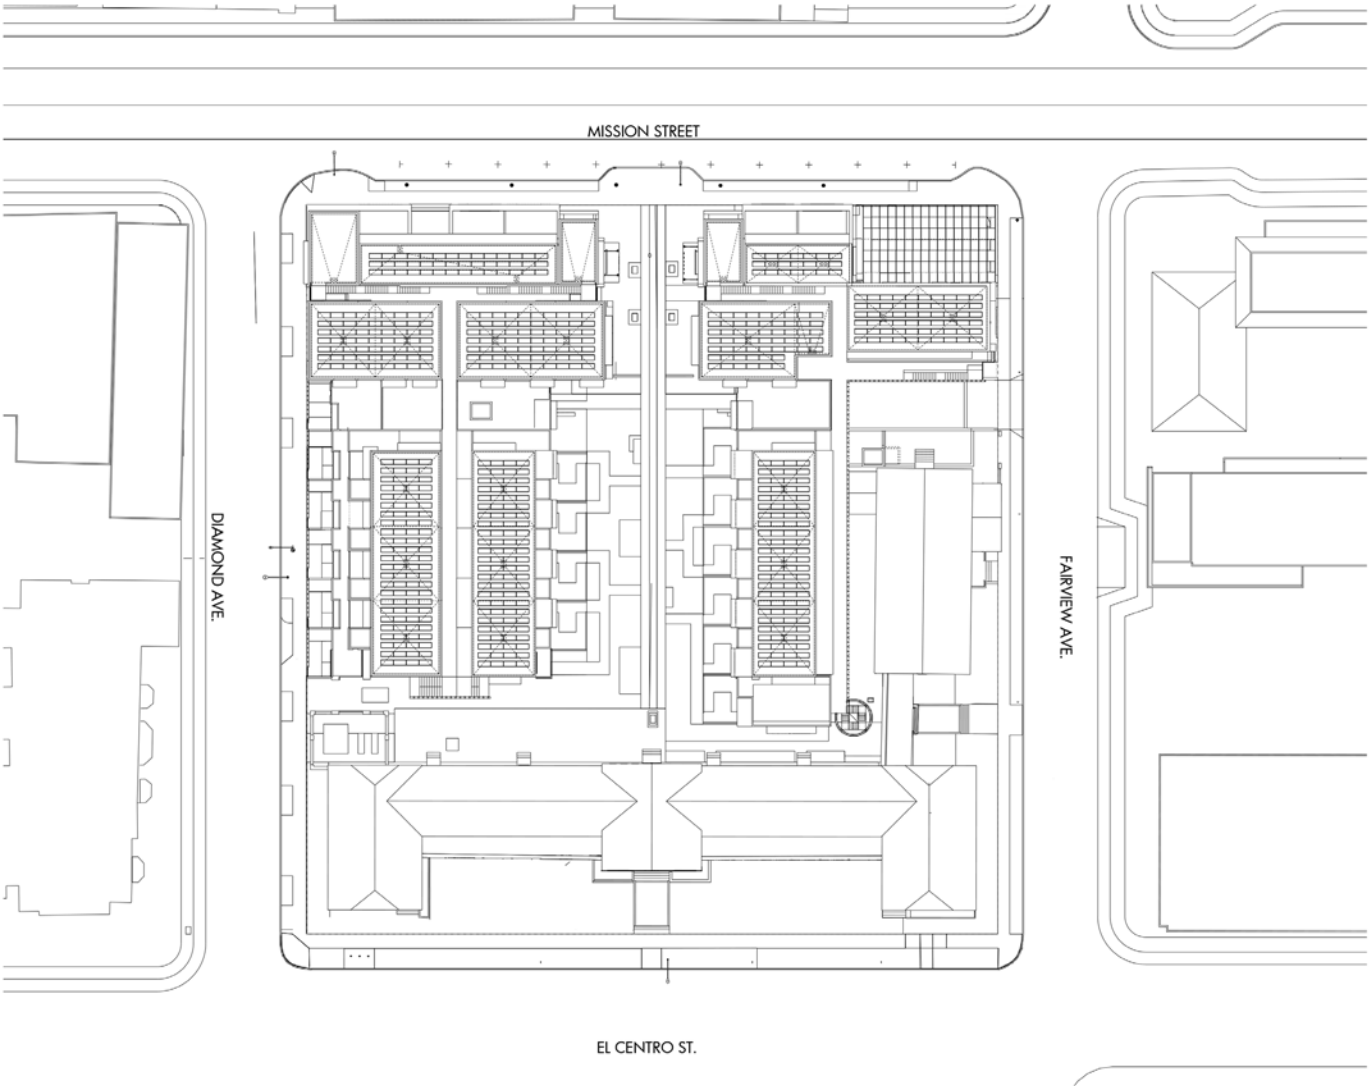 MISSION STREET
DIAMOND AVE.
FAIRVIEW AVE.
EL CENTRO ST.